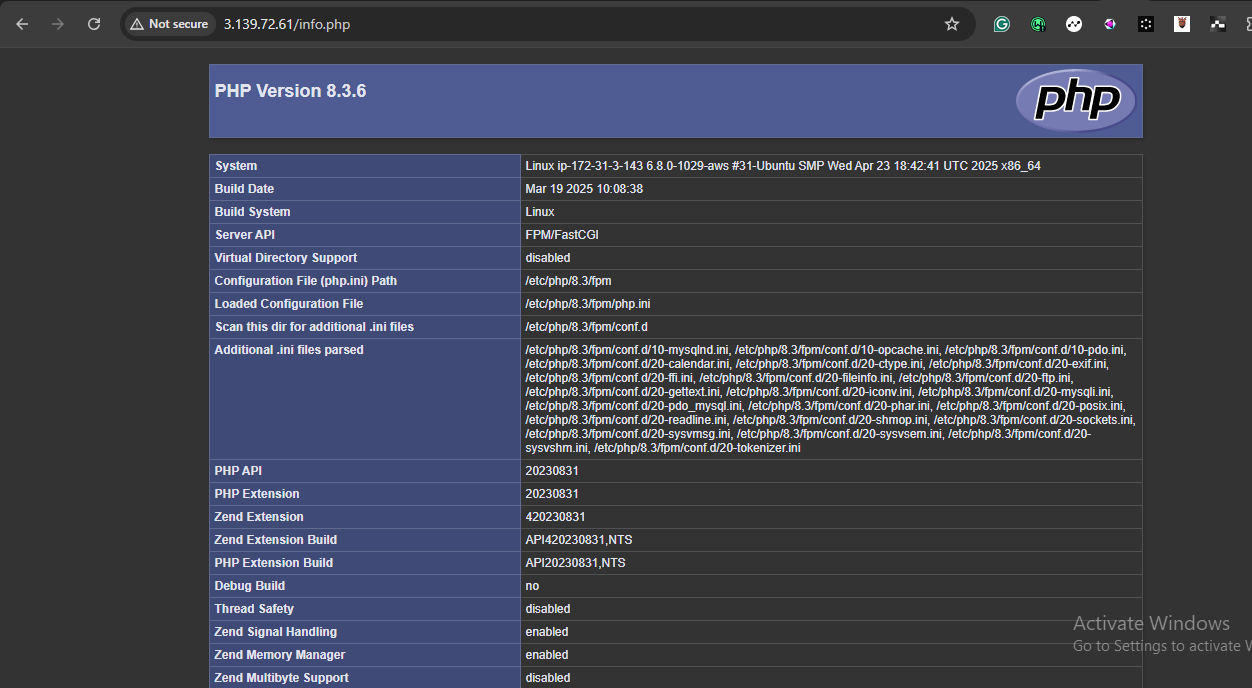 Not secure 3.139.72.61/info.php
PHP Version 8.3.6
php
System Linux ip-172-31-3-143 6.8.0-1029-aws #31-Ubuntu SMP Wed Apr 23 18:42:41 UTC 2025 x86_64
Build Date Mar 19 2025 10:08:38
Build System Linux
Server API FPM/FastCGI
Virtual Directory Support disabled
Configuration File (php.ini) Path /etc/php/8.3/fpm
Loaded Configuration File /etc/php/8.3/fpm/php.ini
Scan this dir for additional .ini files /etc/php/8.3/fpm/conf.d
Additional .ini files parsed /etc/php/8.3/fpm/conf.d/10-mysqlnd.ini, /etc/php/8.3/fpm/conf.d/10-opcache.ini, /etc/php/8.3/fpm/conf.d/10-pdo.ini,
/etc/php/8.3/fpm/conf.d/20-calendar.ini, /etc/php/8.3/fpm/conf.d/20-ctype.ini, /etc/php/8.3/fpm/conf.d/20-exif.ini,
/etc/php/8.3/fpm/conf.d/20-ffi.ini, /etc/php/8.3/fpm/conf.d/20-fileinfo.ini, /etc/php/8.3/fpm/conf.d/20-ftp.ini,
/etc/php/8.3/fpm/conf.d/20-gettext.ini, /etc/php/8.3/fpm/conf.d/20-iconv.ini, /etc/php/8.3/fpm/conf.d/20-mysqli.ini,
/etc/php/8.3/fpm/conf.d/20-pdo_mysql.ini, /etc/php/8.3/fpm/conf.d/20-phar.ini, /etc/php/8.3/fpm/conf.d/20-posix.ini,
/etc/php/8.3/fpm/conf.d/20-readline.ini, /etc/php/8.3/fpm/conf.d/20-shmop.ini, /etc/php/8.3/fpm/conf.d/20-sockets.ini,
/etc/php/8.3/fpm/conf.d/20-sysvmsg.ini, /etc/php/8.3/fpm/conf.d/20-sysvsem.ini, /etc/php/8.3/fpm/conf.d/20-
sysvshm.ini, /etc/php/8.3/fpm/conf.d/20-tokenizer.ini
PHP API 20230831
PHP Extension 20230831
Zend Extension 420230831
Zend Extension Build API420230831,NTS
PHP Extension Build API20230831,NTS
Debug Build no
Thread Safety disabled
Zend Signal Handling enabled
Zend Memory Manager enabled
Zend Multibyte Support disabled
Activate Windows
Go to Settings to activate W